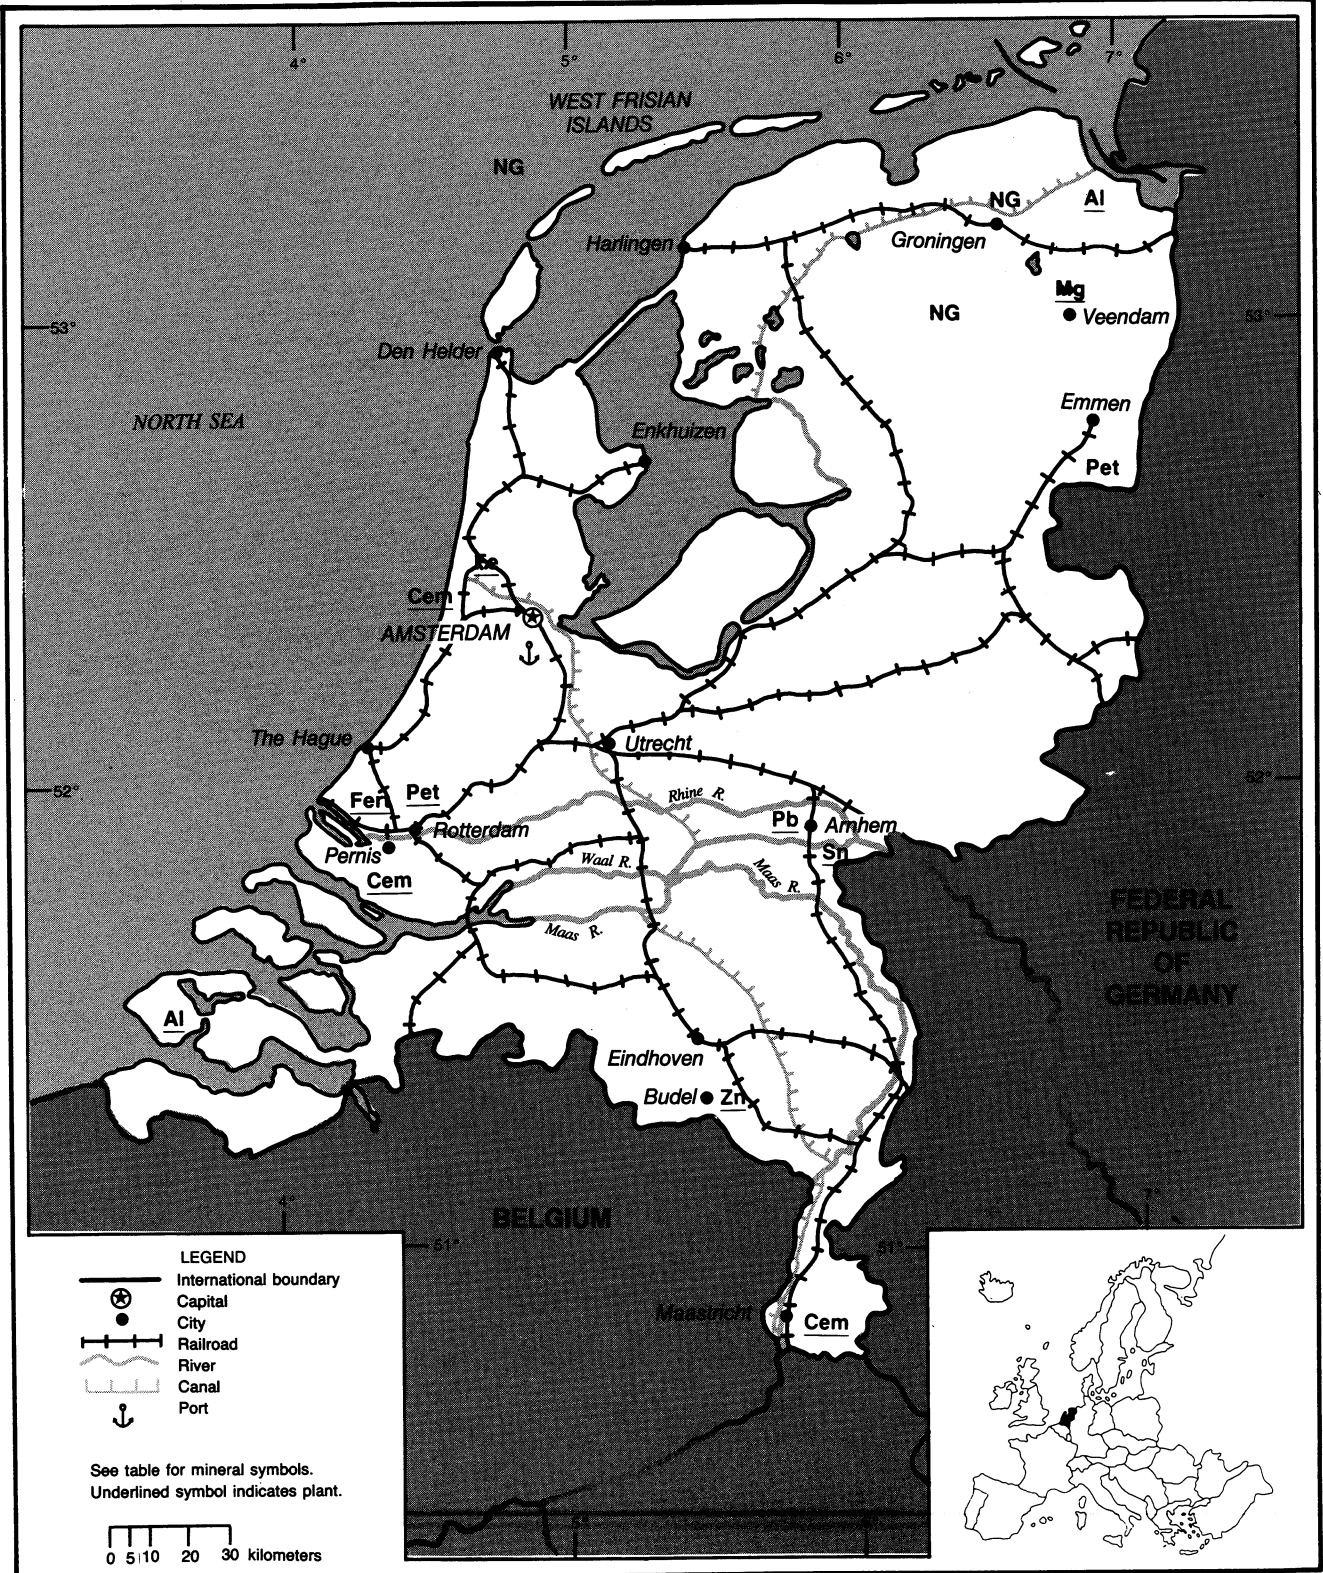 4°
5°
6°
7°
WEST FRISIAN
ISLANDS
NG
NG
Al
Harlingen
Groningen
Mg
NG
Veendam
53°
53°
Den Helder
Emmen
NORTH SEA
Enkhuizen
Pet
Fe
Cem
AMSTERDAM
The Hague
Utrecht
52°
52°
Fert
Pet
Rhine R.
Pb
Arnhem
Rotterdam
Pernis
Sn
Waal R.
Maas R.
Cem
FEDERAL
REPUBLIC
OF
GERMANY
Maas R.
Al
Eindhoven
Budel
Zn
4°
7°
BELGIUM
51°
51°
Maastricht
Cem
LEGEND
International boundary
Capital
City
Railroad
River
Canal
Port
See table for mineral symbols.
Underlined symbol indicates plant.
0 5 10 20 30 kilometers
5°